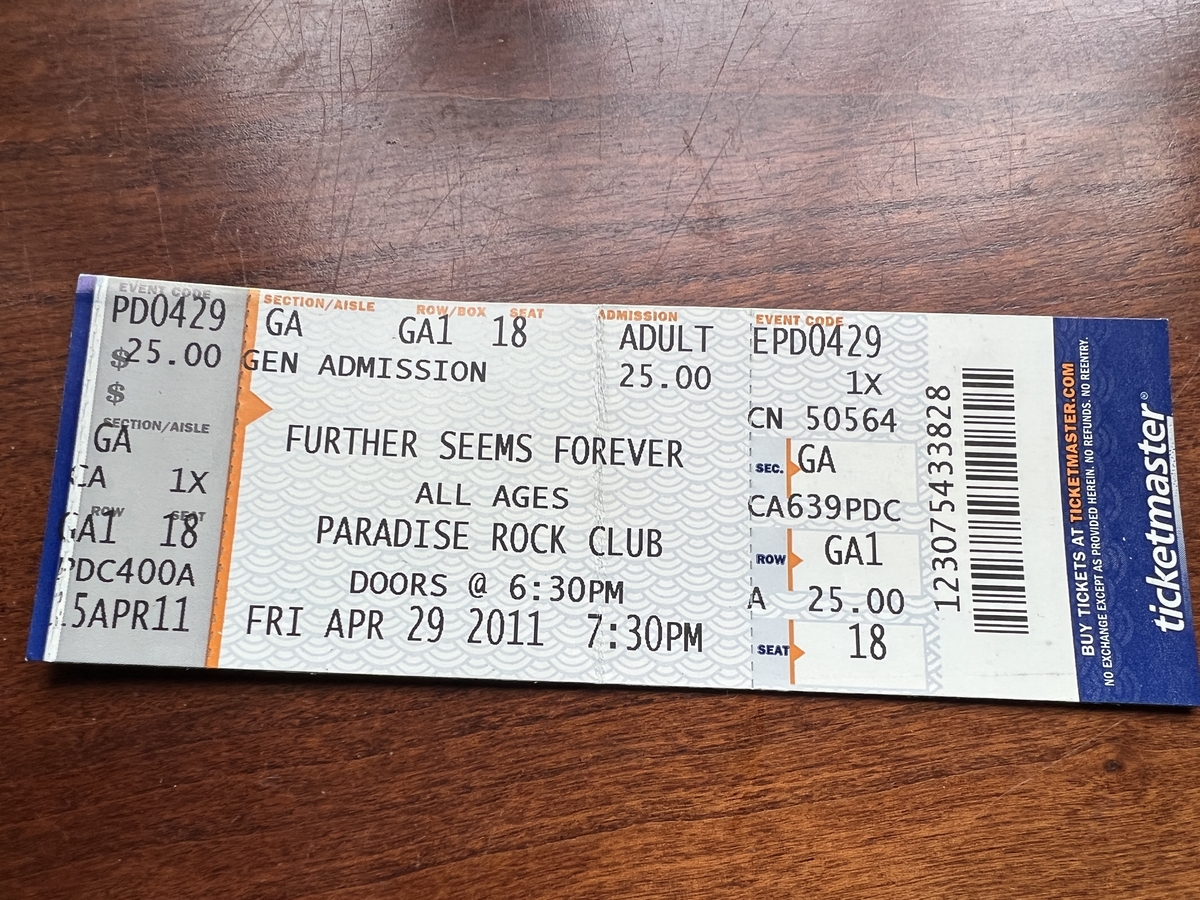 EVENT CODE
PD0429
$25.00
$
SECTION/AISLE
GA
CA 1X
ROW SEAT
GA1 18
PDC400A
15APR11
SECTION/AISLE ROW/BOX SEAT ADMISSION
GA GA1 18 ADULT
GEN ADMISSION 25.00
FURTHER SEEMS FOREVER
ALL AGES
PARADISE ROCK CLUB
DOORS @ 6:30PM
FRI APR 29 2011 7:30PM
EVENT CODE
EPD0429
1X
CN 50564
SEC. GA
CA639PDC
ROW GA1
A 25.00
SEAT 18
123075433828
BUY TICKETS AT TICKETMASTER.COM
NO EXCHANGE EXCEPT AS PROVIDED HEREIN. NO REFUNDS. NO REENTRY.
ticketmaster®